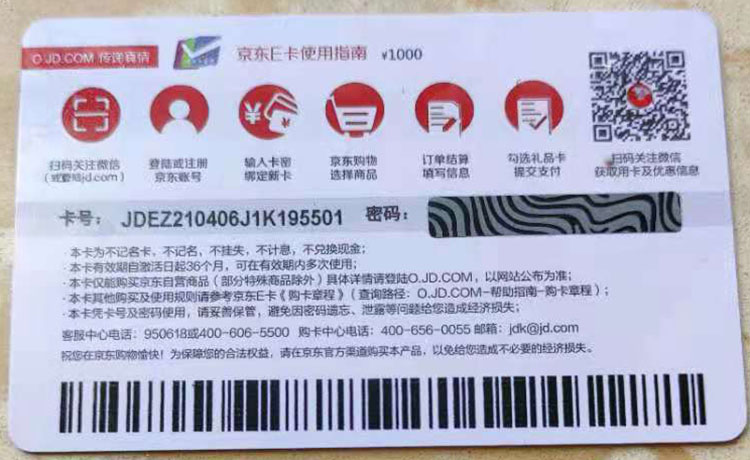 O.JD.COM 传递真情
京东E卡使用指南 ¥1000
扫码关注微信
(或登陆jd.com)
登陆或注册
京东账号
输入卡密
绑定新卡
京东购物
选择商品
订单结算
填写信息
勾选礼品卡
提交支付
扫码关注微信
获取用卡及优惠信息
卡号： JDEZ210406J1K195501 密码：
·本卡为不记名卡，不记名，不挂失，不计息，不兑换现金；
·本卡有效期自激活日起36个月，可在有效期内多次使用；
·本卡仅能购买京东自营商品（部分特殊商品除外）具体详情请登陆O.JD.COM，以网站公布为准；
·本卡其他购买及使用规则请参考京东E卡《购卡章程》（查询路径：O.JD.COM-帮助指南-购卡章程）；
·本卡凭卡号及密码使用，请妥善保管，避免因密码遗忘、泄露等问题给您造成经济损失；
客服中心电话：950618或400-606-5500 购卡中心电话：400-656-0055 邮箱：jdk@jd.com
祝您在京东购物愉快！为保障您的合法权益，请在京东官方渠道购买本产品，以免给您造成不必要的经济损失。